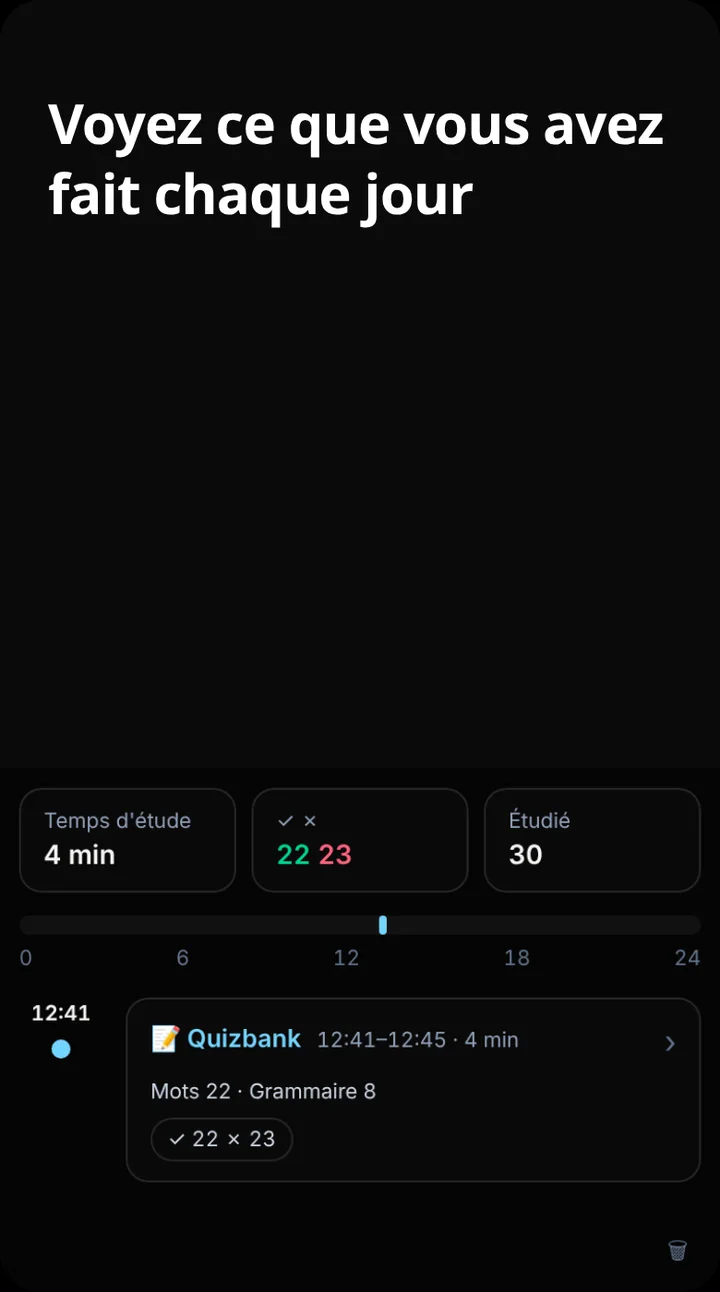 Voyez ce que vous avez
fait chaque jour
Temps d'étude
4 min
✓ ×
22 23
Étudié
30
0 6 12 18 24
12:41
📝 Quizbank 12:41–12:45 · 4 min ›
Mots 22 · Grammaire 8
✓ 22 × 23